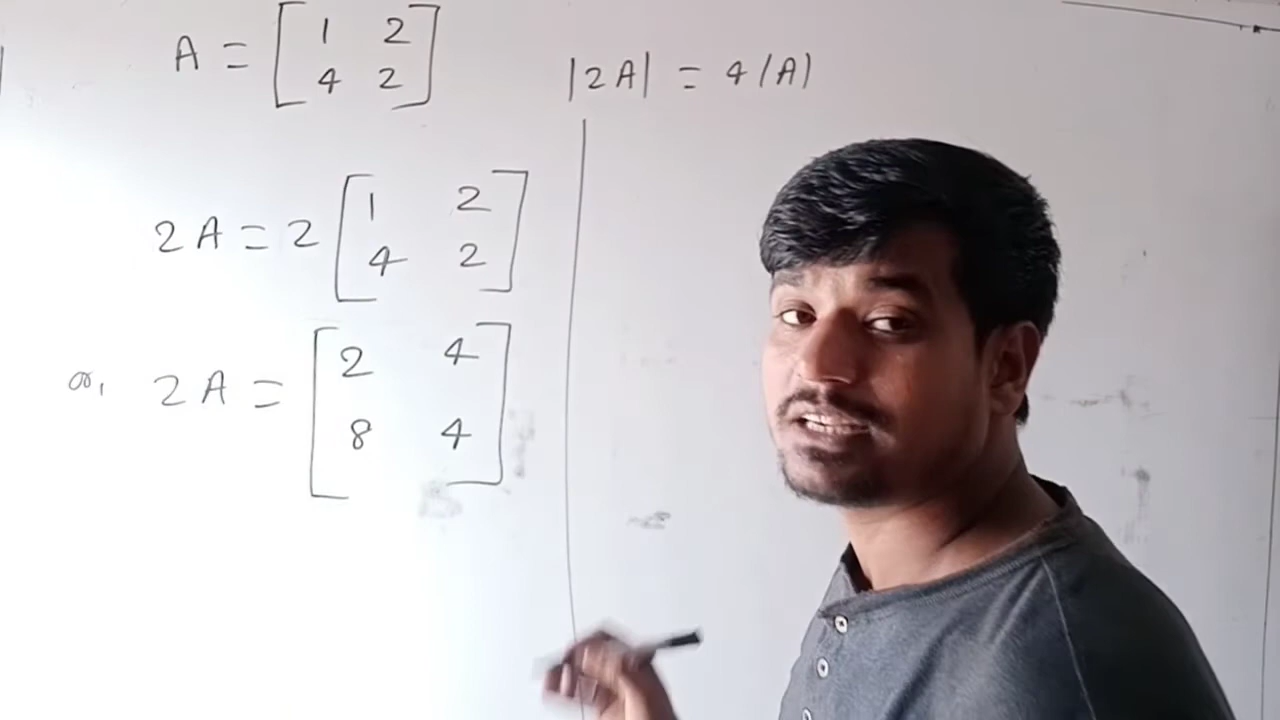 A = [1 2
4 2]
|2A| = 4|A|
2A = 2 [1 2
4 2]
or, 2A = [2 4
8 4]